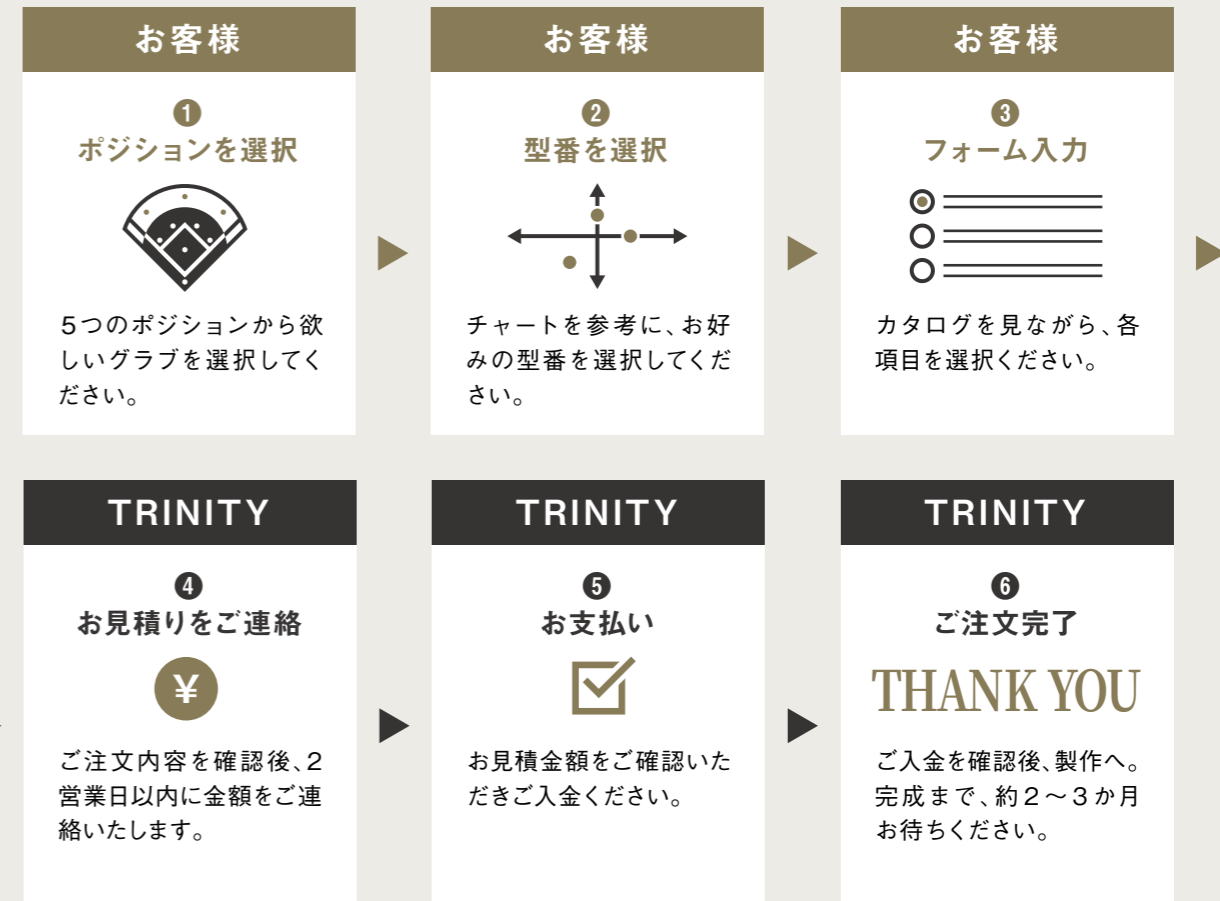 お客様
❶
ポジションを選択
5つのポジションから欲
しいグラブを選択してく
ださい。
お客様
❷
型番を選択
チャートを参考に、お好
みの型番を選択してくだ
さい。
お客様
❸
フォーム入力
カタログを見ながら、各
項目を選択ください。
TRINITY
❹
お見積りをご連絡
¥
ご注文内容を確認後、2
営業日以内に金額をご連
絡いたします。
TRINITY
❺
お支払い
お見積金額をご確認いた
だきご入金ください。
TRINITY
❻
ご注文完了
THANK YOU
ご入金を確認後、製作へ。
完成まで、約2〜3か月
お待ちください。